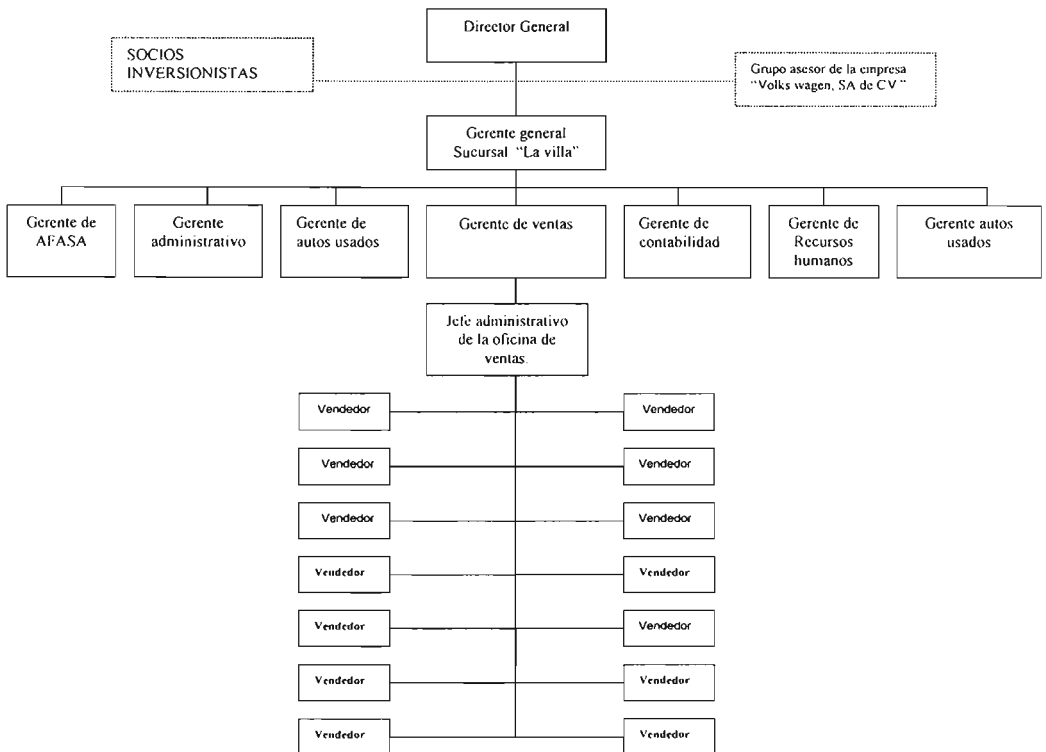 Director General
SOCIOS
INVERSIONISTAS
Grupo asesor de la empresa
"Volks wagen, SA de CV"
Gerente general
Sucursal "La villa"
Gerente de
AFASA
Gerente
administrativo
Gerente de
autos usados
Gerente de ventas
Gerente de
contabilidad
Gerente de
Recursos
humanos
Gerente autos
usados
Jefe administrativo
de la oficina de
ventas.
Vendedor
Vendedor
Vendedor
Vendedor
Vendedor
Vendedor
Vendedor
Vendedor
Vendedor
Vendedor
Vendedor
Vendedor
Vendedor
Vendedor